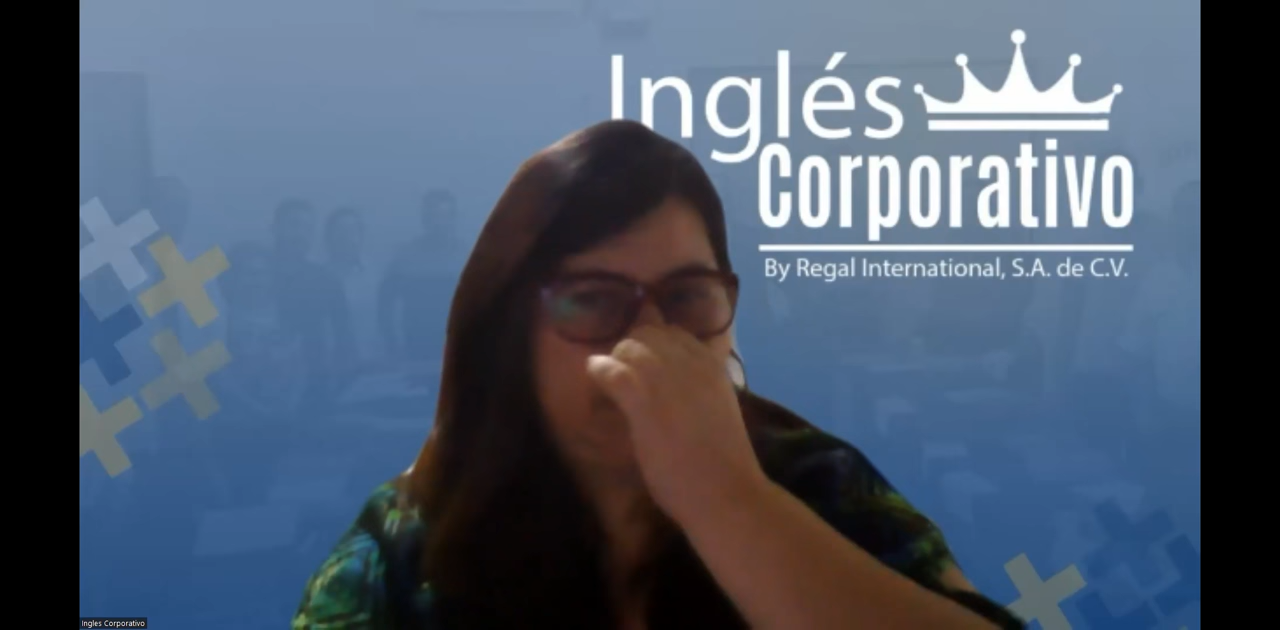 Inglés
Corporativo
By Regal International, S.A. de C.V.
Ingles Corporativo